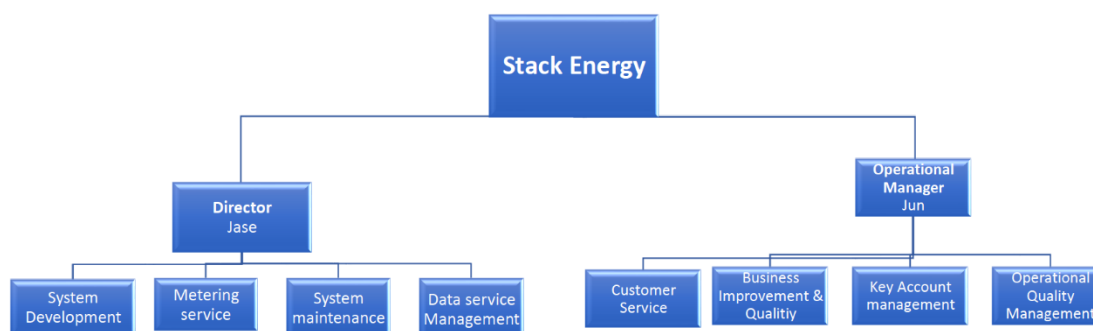 Stack Energy
Director
Jase
Operational
Manager
Jun
System
Development
Metering
service
System
maintenance
Data service
Management
Customer
Service
Business
Improvement &
Qualitiy
Key Account
management
Operational
Quality
Management